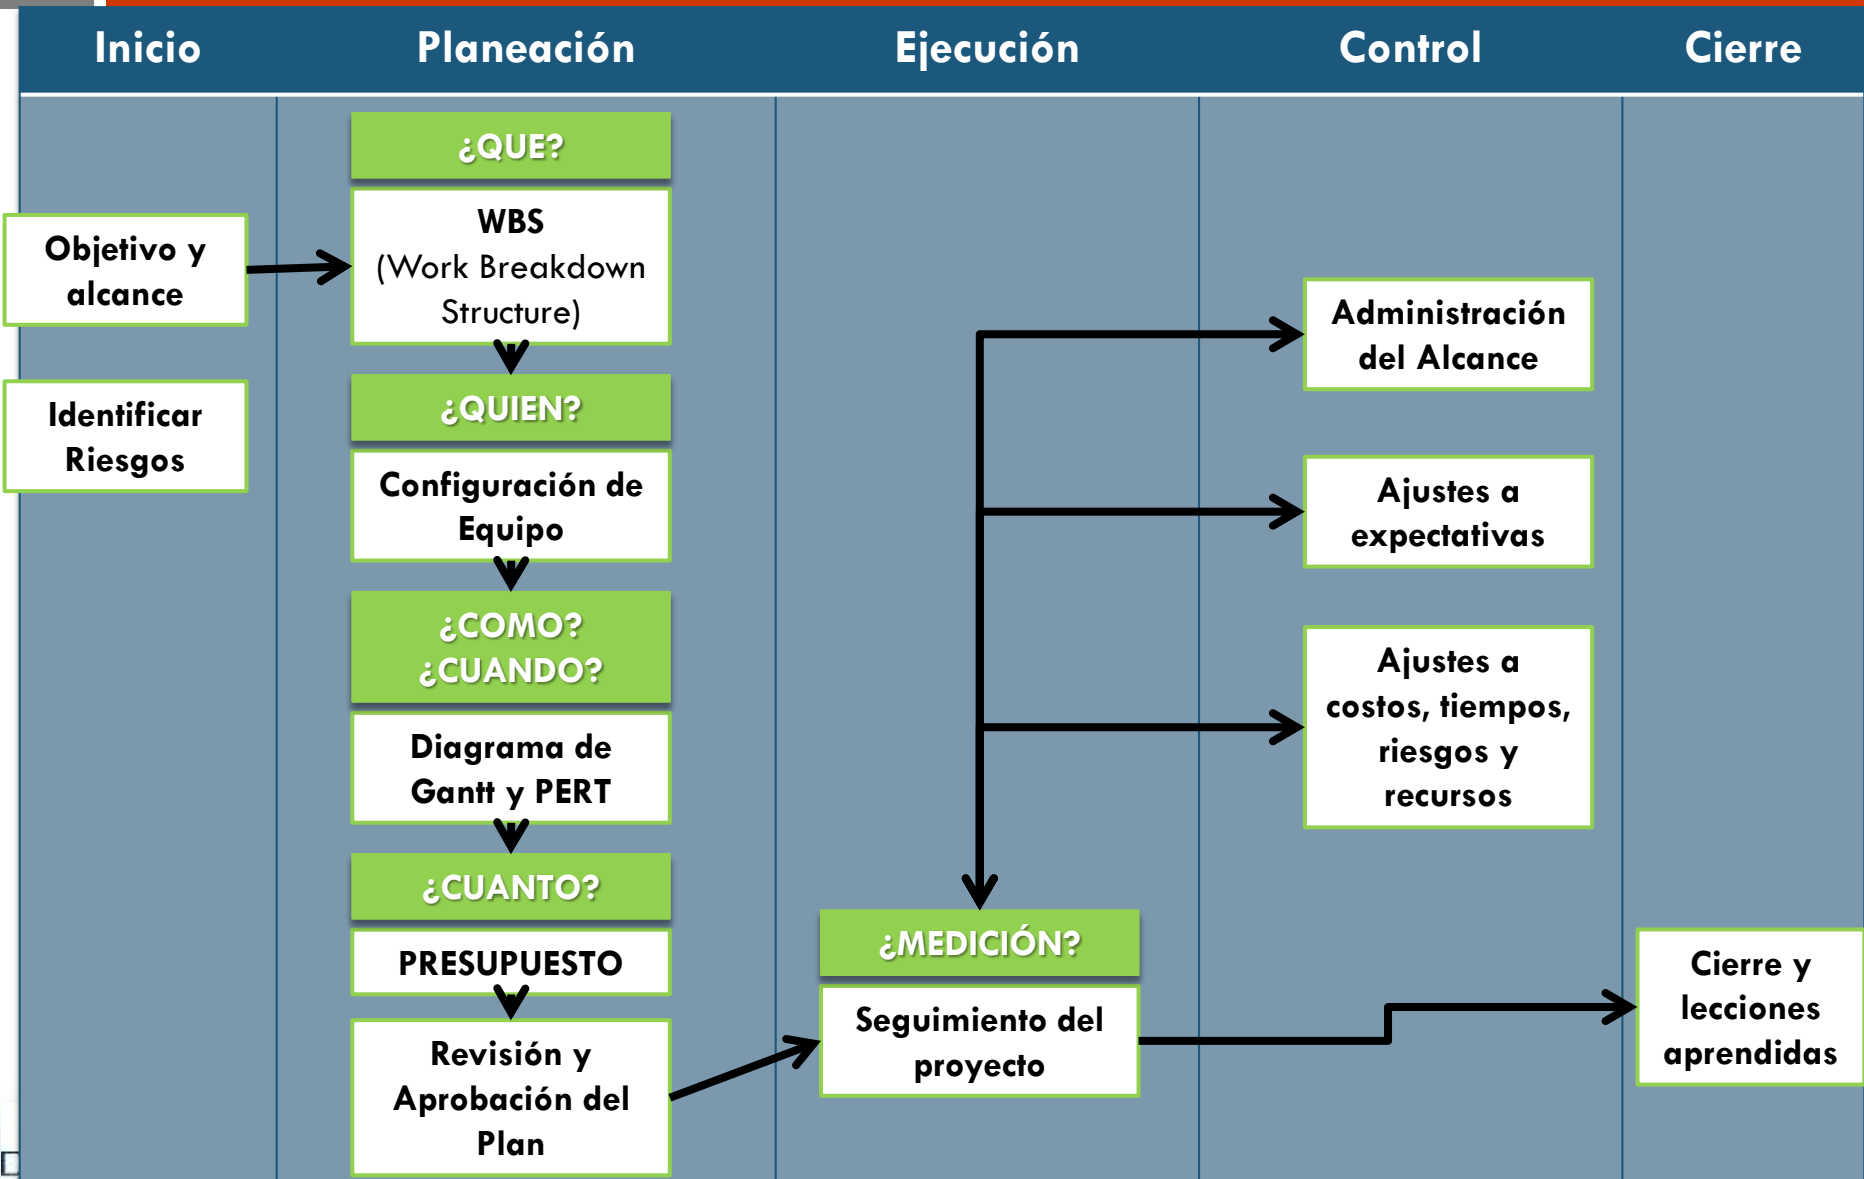 Inicio
Planeación
Ejecución
Control
Cierre
Objetivo y
alcance
Identificar
Riesgos
¿QUE?
WBS
(Work Breakdown
Structure)
¿QUIEN?
Configuración de
Equipo
¿COMO?
¿CUANDO?
Diagrama de
Gantt y PERT
¿CUANTO?
PRESUPUESTO
Revisión y
Aprobación del
Plan
¿MEDICIÓN?
Seguimiento del
proyecto
Administración
del Alcance
Ajustes a
expectativas
Ajustes a
costos, tiempos,
riesgos y
recursos
Cierre y
lecciones
aprendidas